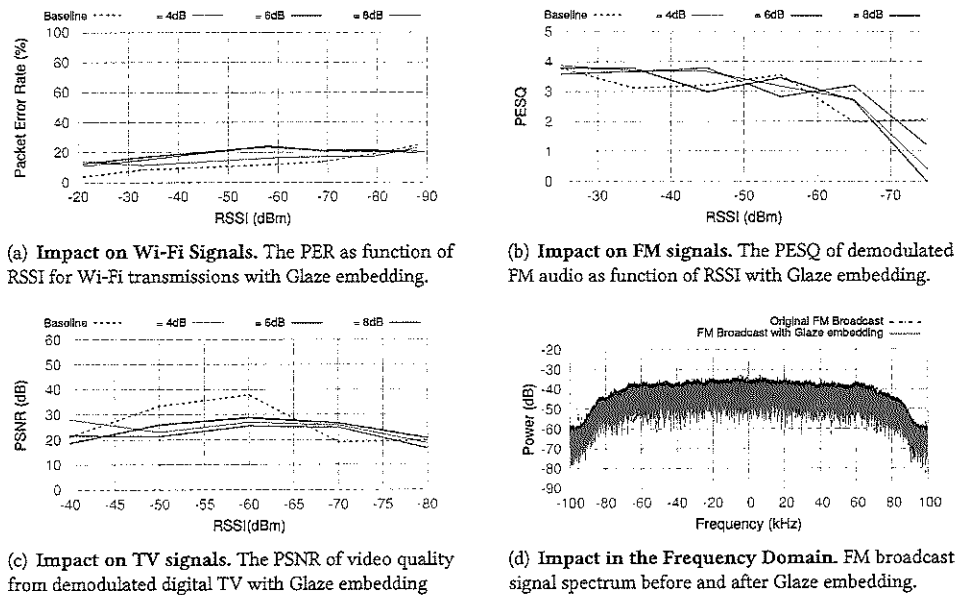 Baseline = 4dB = 6dB = 8dB
100
80
60
40
20
0
Packet Error Rate (%)
-20 -30 -40 -50 -60 -70 -80 -90
RSSI (dBm)
(a) Impact on Wi-Fi Signals. The PER as function of
RSSI for Wi-Fi transmissions with Glaze embedding.
Baseline = 4dB = 6dB = 8dB
5
4
3
2
1
0
PESQ
-30 -40 -50 -60 -70
RSSI (dBm)
(b) Impact on FM signals. The PESQ of demodulated
FM audio as function of RSSI with Glaze embedding.
Baseline = 4dB = 6dB = 8dB
60
50
40
30
20
10
0
PSNR (dB)
-40 -45 -50 -55 -60 -65 -70 -75 -80
RSSI(dBm)
(c) Impact on TV signals. The PSNR of video quality
from demodulated digital TV with Glaze embedding
Original FM Broadcast
FM Broadcast with Glaze embedding
-20
-30
-40
-50
-60
-70
-80
-90
Power (dB)
-100 -80 -60 -40 -20 0 20 40 60 80 100
Frequency (kHz)
(d) Impact in the Frequency Domain. FM broadcast
signal spectrum before and after Glaze embedding.